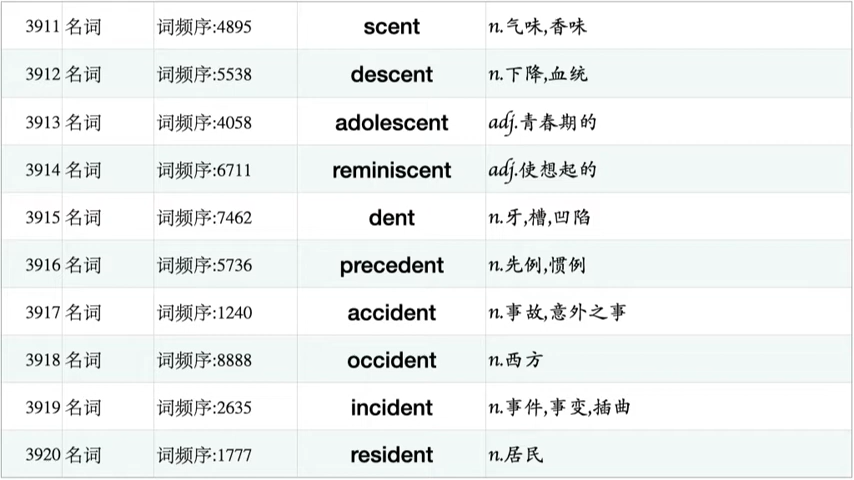 3911 名词 词频序:4895 scent n.气味,香味
3912 名词 词频序:5538 descent n.下降,血统
3913 名词 词频序:4058 adolescent adj.青春期的
3914 名词 词频序:6711 reminiscent adj.使想起的
3915 名词 词频序:7462 dent n.牙,槽,凹陷
3916 名词 词频序:5736 precedent n.先例,惯例
3917 名词 词频序:1240 accident n.事故,意外之事
3918 名词 词频序:8888 occident n.西方
3919 名词 词频序:2635 incident n.事件,事变,插曲
3920 名词 词频序:1777 resident n.居民